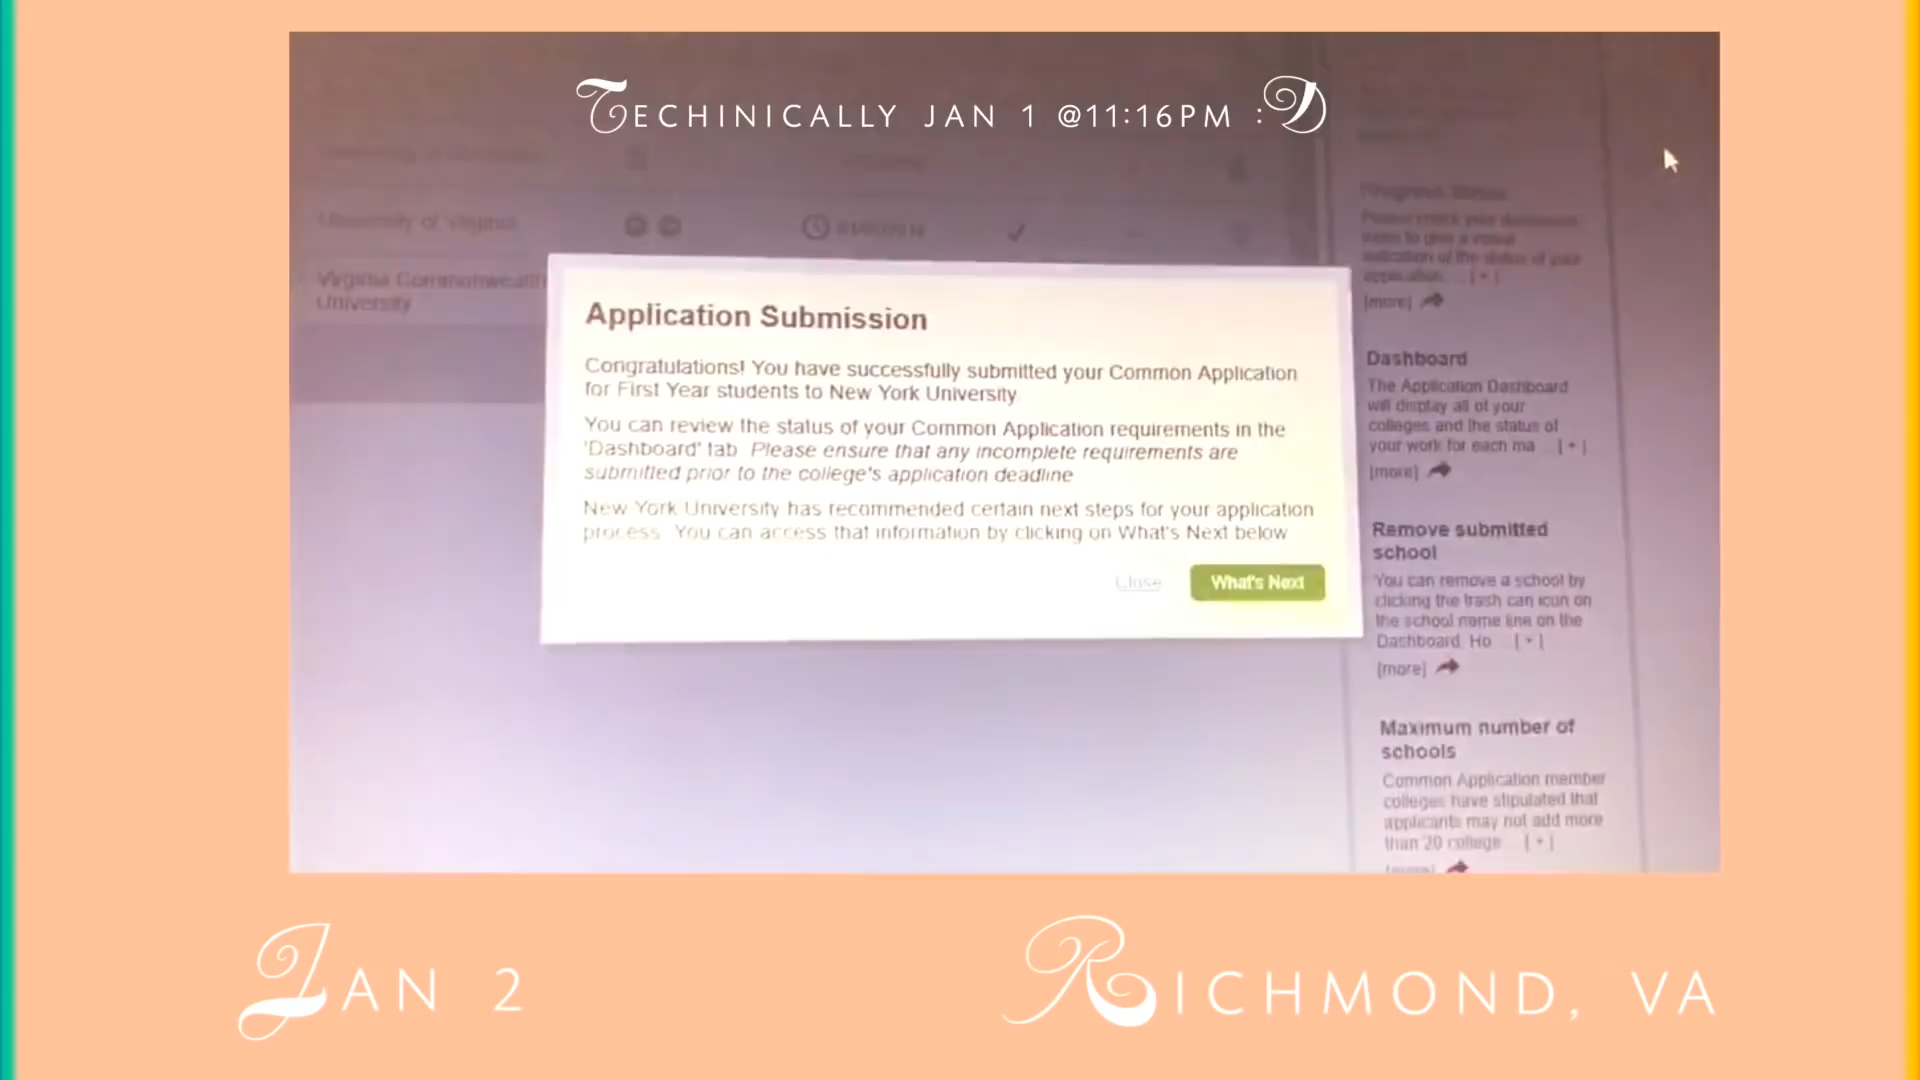 Techinically Jan 1 @11:16pm :D
University of Virginia
Virginia Commonwealth
University
Application Submission
Congratulations! You have successfully submitted your Common Application
for First Year students to New York University.
You can review the status of your Common Application requirements in the
'Dashboard' tab. Please ensure that any incomplete requirements are
submitted prior to the college's application deadline.
New York University has recommended certain next steps for your application
process. You can access that information by clicking on What's Next below.
Close
What's Next
[more]
Dashboard
The Application Dashboard
will display all of your
colleges and the status of
your work for each ma ... [+]
[more]
Remove submitted
school
You can remove a school by
clicking the trash can icon on
the school name line on the
Dashboard. Ho ... [+]
[more]
Maximum number of
schools
Common Application member
colleges have stipulated that
applicants may not add more
than 20 college ... [+]
Jan 2
Richmond, VA